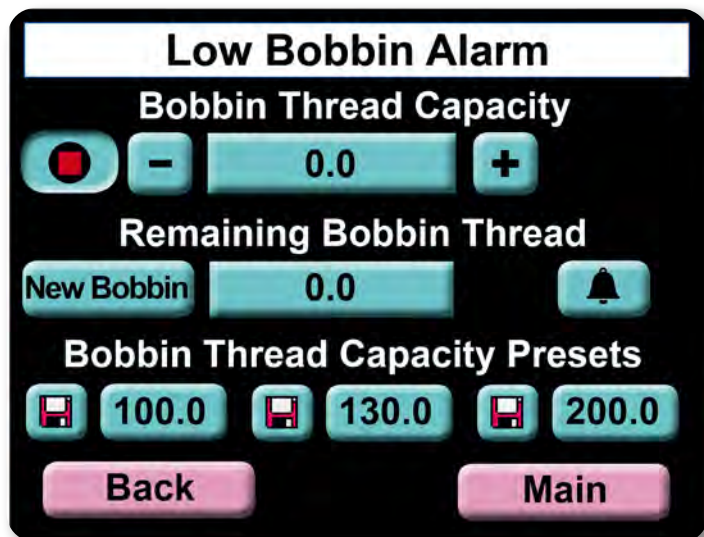 Low Bobbin Alarm
Bobbin Thread Capacity
- 0.0 +
Remaining Bobbin Thread
New Bobbin 0.0
Bobbin Thread Capacity Presets
100.0 130.0 200.0
Back Main